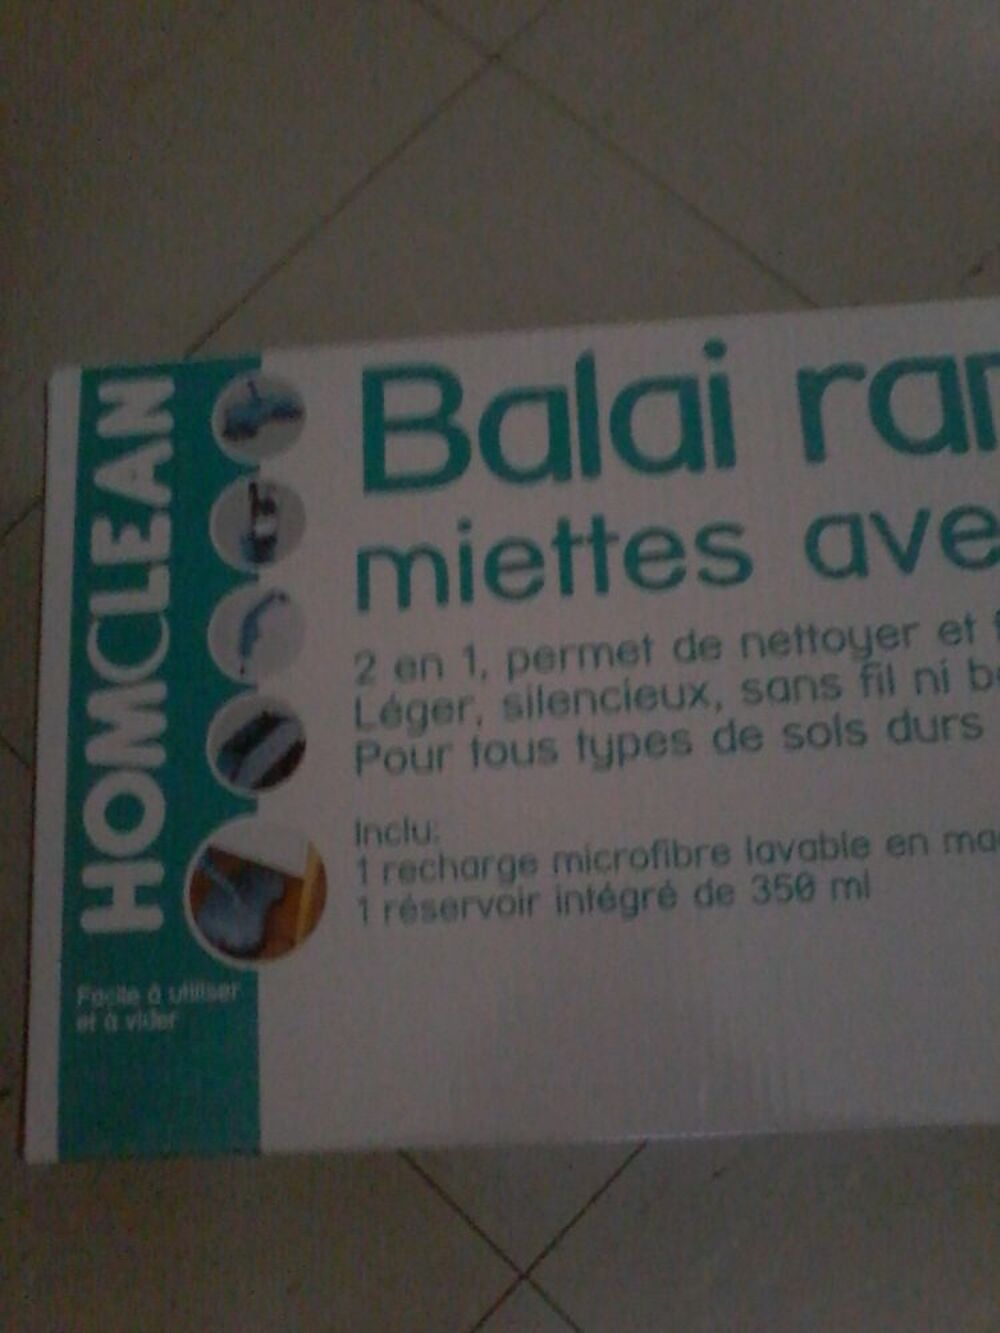 HOMCLEAN
Balai ram
miettes ave
2 en 1, permet de nettoyer et
Léger, silencieux, sans fil ni b
Pour tous types de sols durs
Inclu:
1 recharge microfibre lavable en ma
1 réservoir intégré de 350 ml
Facile à utiliser
et à vider